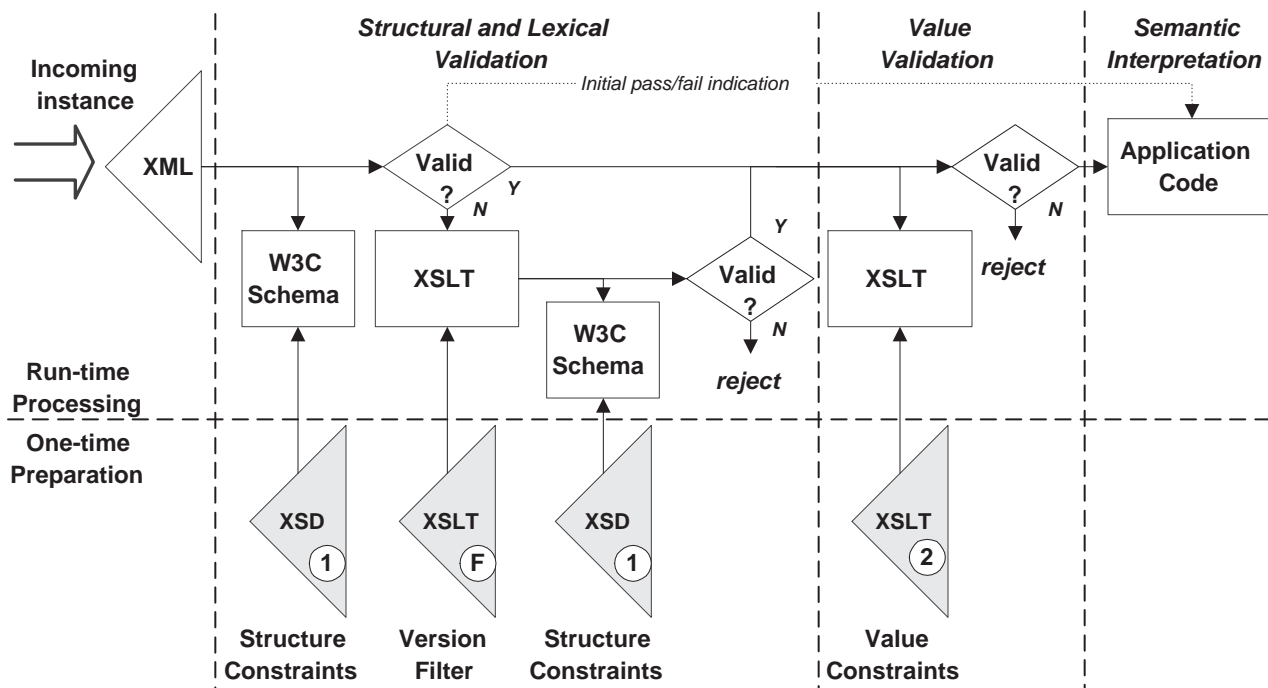 Structural and Lexical
Validation
Value
Validation
Semantic
Interpretation
Incoming
instance
Initial pass/fail indication
XML
Valid
?
Y
N
Valid
?
N
reject
Application
Code
W3C
Schema
XSLT
Y
Valid
?
N
reject
W3C
Schema
XSLT
Run-time
Processing
One-time
Preparation
XSD
1
XSLT
F
XSD
1
XSLT
2
Structure
Constraints
Version
Filter
Structure
Constraints
Value
Constraints